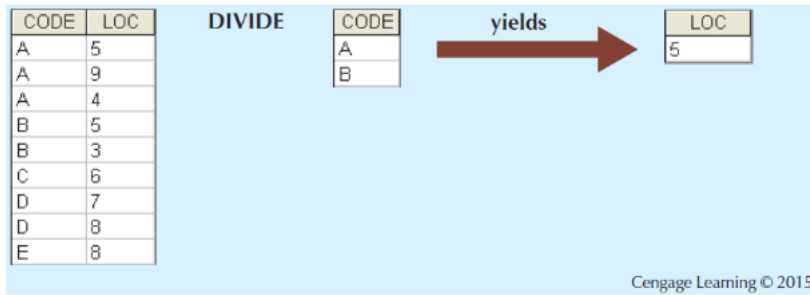 CODE LOC DIVIDE CODE yields LOC
A 5 A 5
A 9 B
A 4
B 5
B 3
C 6
D 7
D 8
E 8
Cengage Learning © 2015